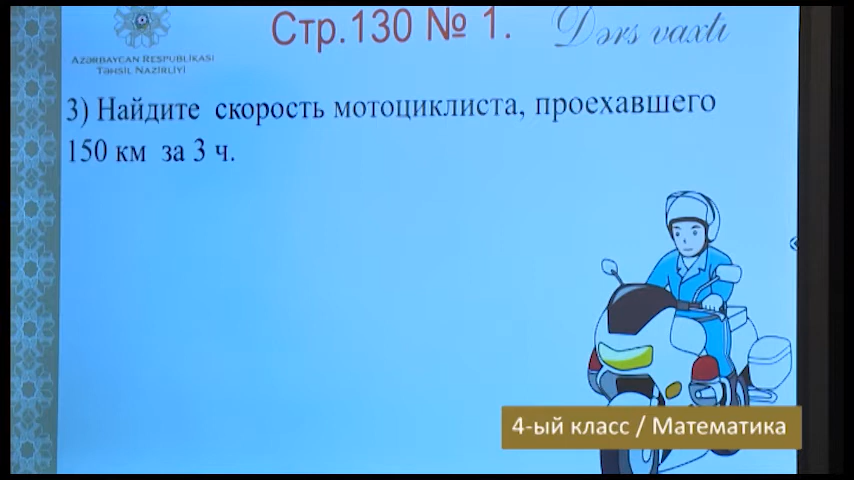 Стр.130 № 1.
Dərs vaxtı
AZƏRBAYCAN RESPUBLİKASI
TƏHSİL NAZİRLİYİ
3) Найдите скорость мотоциклиста, проехавшего
150 км за 3 ч.
4-ый класс / Математика